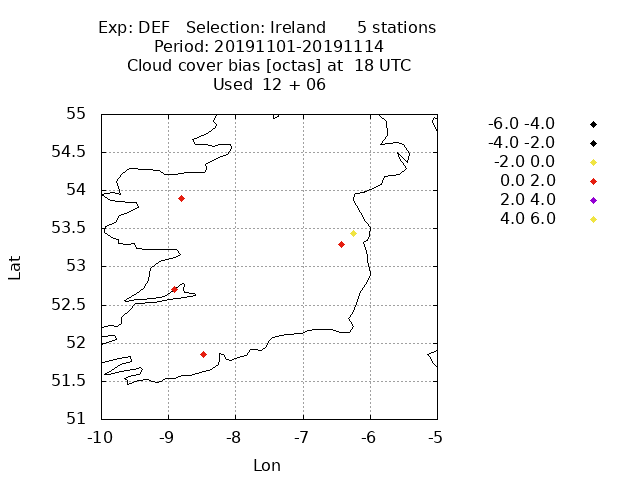 Exp: DEF Selection: Ireland 5 stations
Period: 20191101-20191114
Cloud cover bias [octas] at 18 UTC
Used 12 + 06
55
54.5
54
53.5
53
52.5
52
51.5
51
-10 -9 -8 -7 -6 -5
Lat
Lon
-6.0 -4.0
-4.0 -2.0
-2.0 0.0
0.0 2.0
2.0 4.0
4.0 6.0